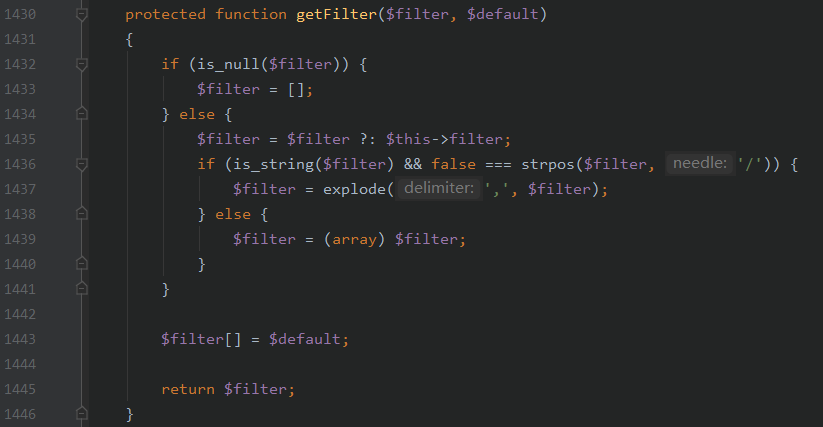 1430 protected function getFilter($filter, $default)
1431 {
1432 if (is_null($filter)) {
1433 $filter = [];
1434 } else {
1435 $filter = $filter ?: $this->filter;
1436 if (is_string($filter) && false === strpos($filter, needle: '/')) {
1437 $filter = explode( delimiter: ',', $filter);
1438 } else {
1439 $filter = (array) $filter;
1440 }
1441 }
1442
1443 $filter[] = $default;
1444
1445 return $filter;
1446 }